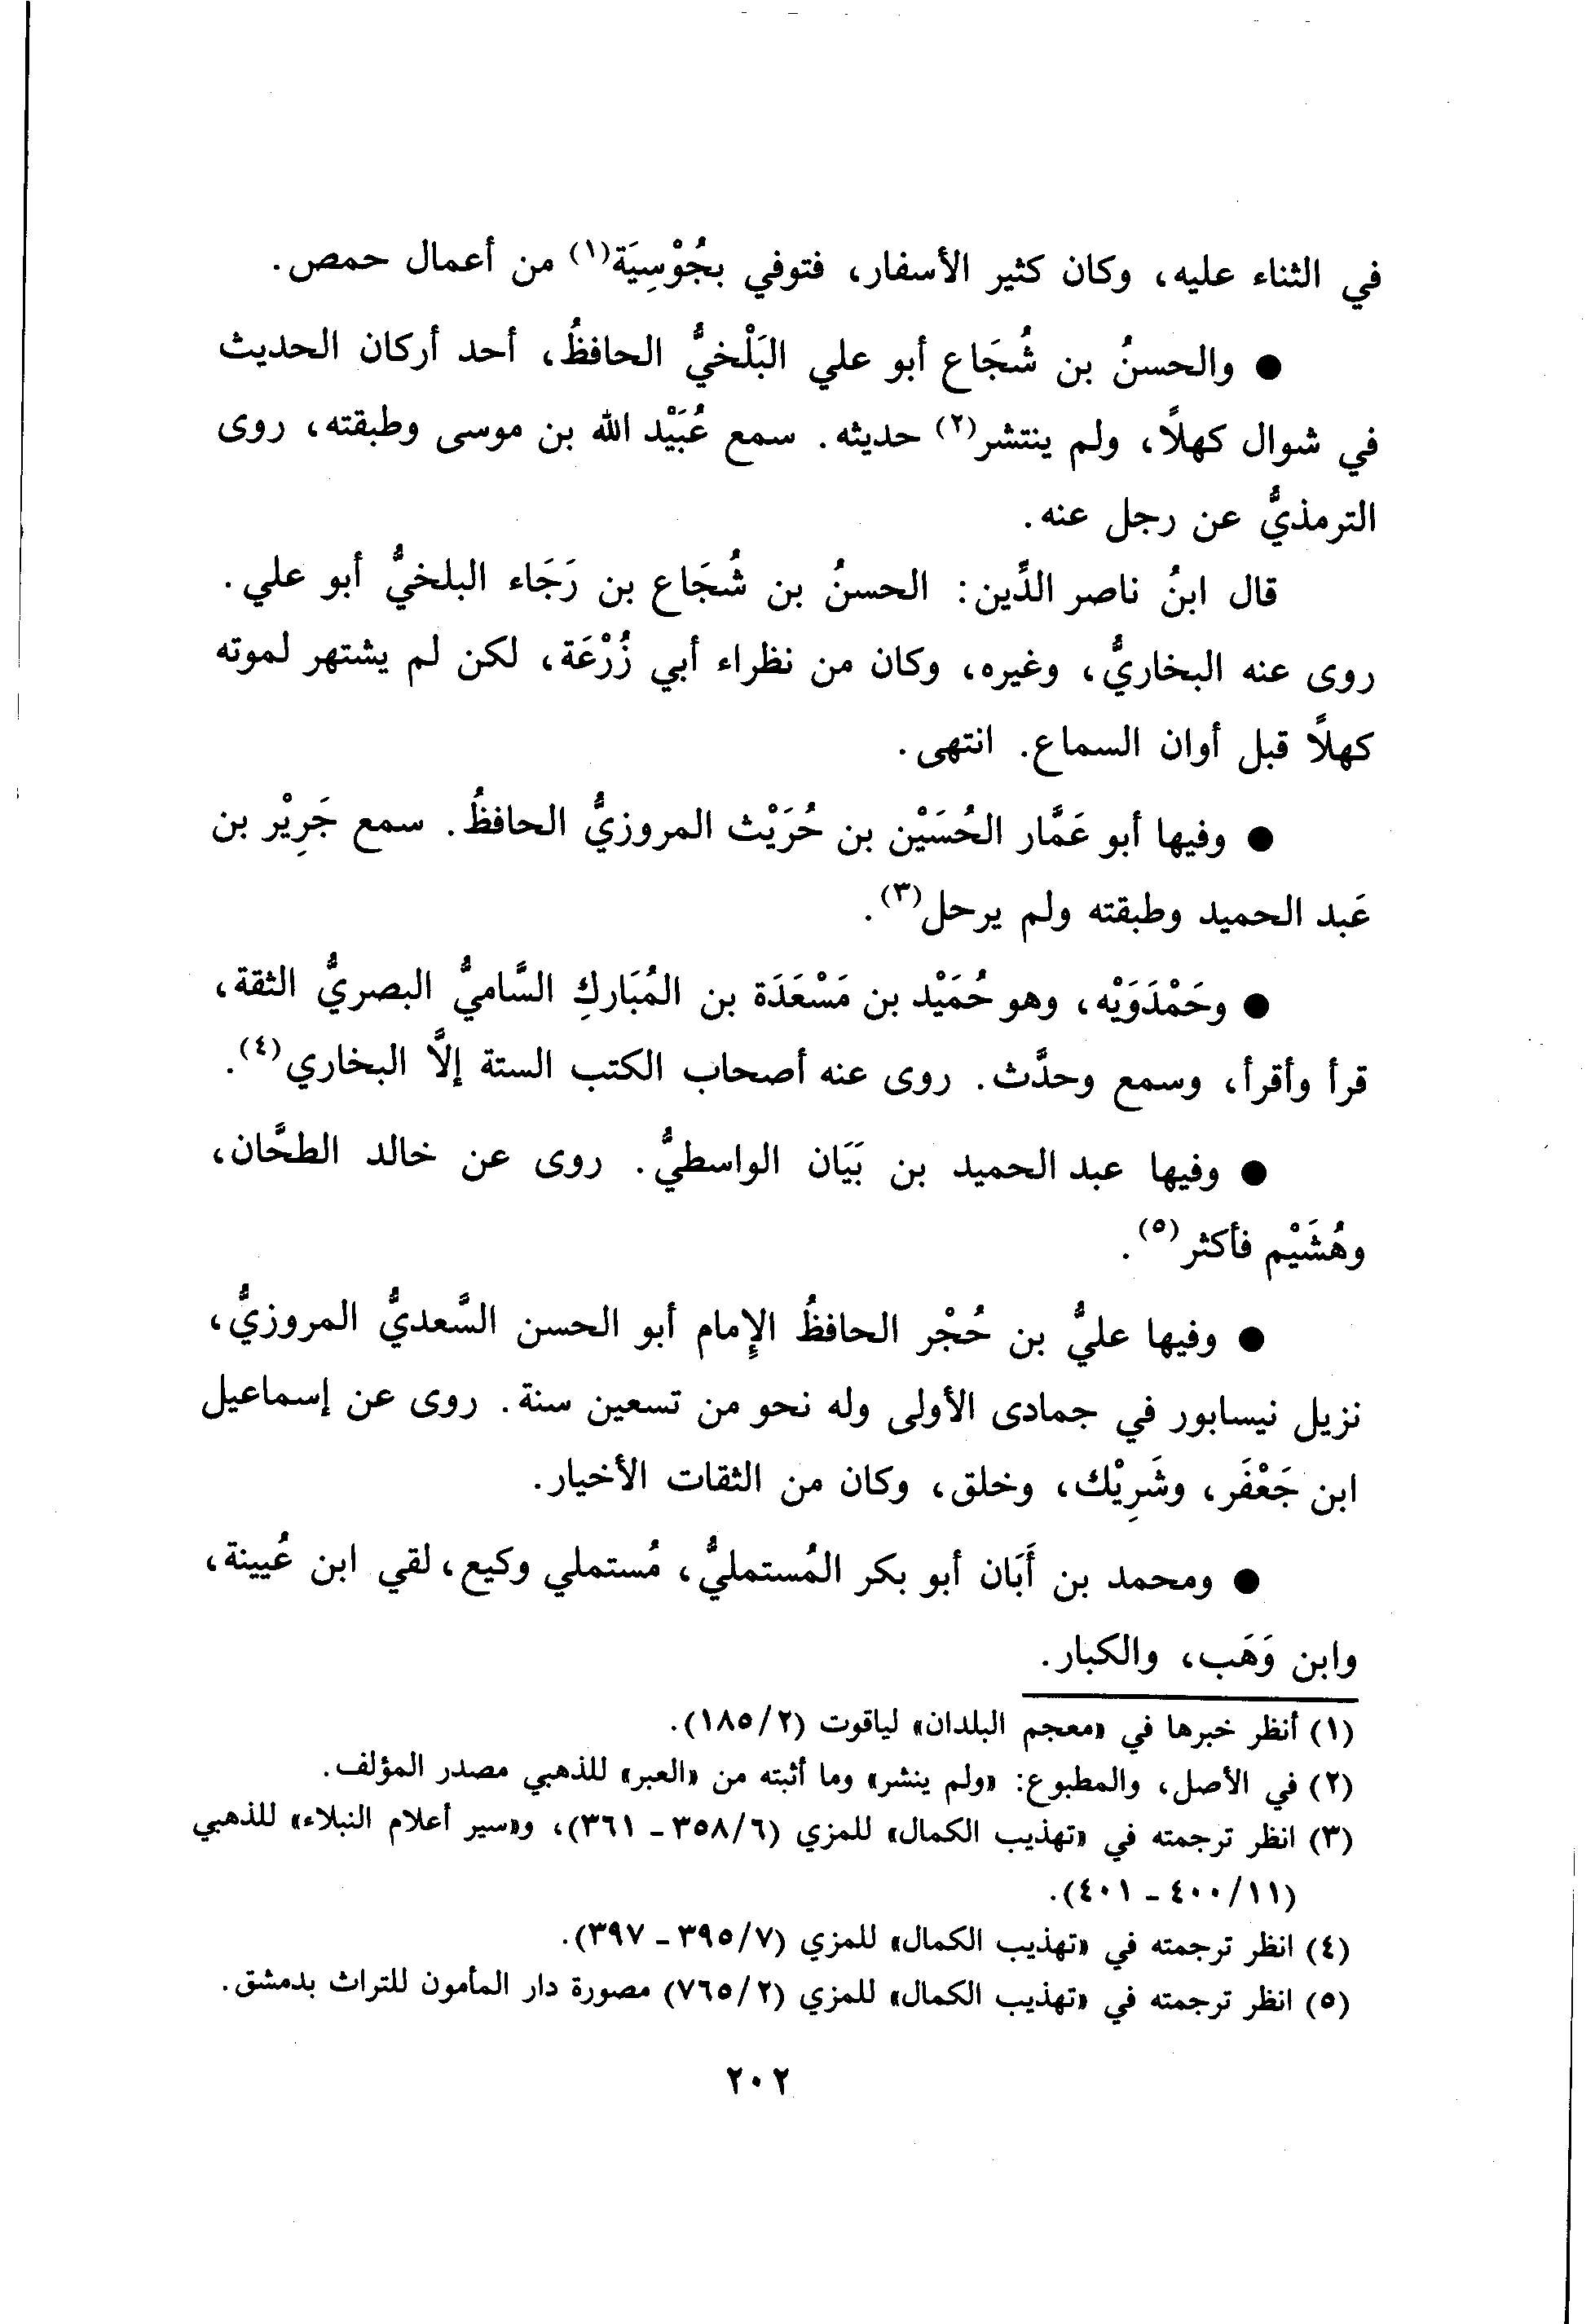 في الثناء عليه، وكان كثير الأسفار، فتوفي بجُوْسِيَة(١) من أعمال حمص.
● والحسنُ بن شُجَاع أبو علي البَلْخيُّ الحافظُ، أحد أركان الحديث
في شوال كهلاً، ولم ينتشر(٢) حديثه. سمع عُبَيْد الله بن موسى وطبقته، روى
الترمذيُّ عن رجل عنه.
قال ابنُ ناصر الدِّين: الحسنُ بن شُجَاع بن رَجَاء البلخيُّ أبو علي.
روى عنه البخاريُّ، وغيره، وكان من نظراء أبي زُرْعَة، لكن لم يشتهر لموته
كهلاً قبل أوان السماع. انتهى.
● وفيها أبو عَمَّار الحُسَيْن بن حُرَيْث المروزيُّ الحافظُ. سمع جَرِيْر بن
عَبد الحميد وطبقته ولم يرحل(٣).
● وحَمْدَوَيْه، وهو حُمَيْد بن مَسْعَدَة بن المُبَاركِ السَّاميُّ البصريُّ الثقة،
قرأ وأقرأ، وسمع وحدَّث. روى عنه أصحاب الكتب الستة إلاَّ البخاري(٤).
● وفيها عبد الحميد بن بَيَان الواسطيُّ. روى عن خالد الطحَّان،
وهُشَيْم فأكثر(٥).
● وفيها عليُّ بن حُجْر الحافظُ الإِمام أبو الحسن السَّعديُّ المروزيُّ،
نزيل نيسابور في جمادى الأولى وله نحو من تسعين سنة. روى عن إسماعيل
ابن جَعْفَر، وشَرِيْك، وخلق، وكان من الثقات الأخيار.
● ومحمد بن أَبَان أبو بكر المُستمليُّ، مُستملي وكيع، لقي ابن عُيينة،
وابن وَهَب، والكبار.
(١) أنظر خبرها في «معجم البلدان» لياقوت (٢/١٨٥).
(٢) في الأصل، والمطبوع: «ولم ينشر» وما أثبته من «العبر» للذهبي مصدر المؤلف.
(٣) انظر ترجمته في «تهذيب الكمال» للمزي (٦/٣٥٨ - ٣٦١)، و«سير أعلام النبلاء» للذهبي
(١١/٤٠٠ - ٤٠١).
(٤) انظر ترجمته في «تهذيب الكمال» للمزي (٧/٣٩٥ - ٣٩٧).
(٥) انظر ترجمته في «تهذيب الكمال» للمزي (٢/٧٦٥) مصورة دار المأمون للتراث بدمشق.
٢٠٢